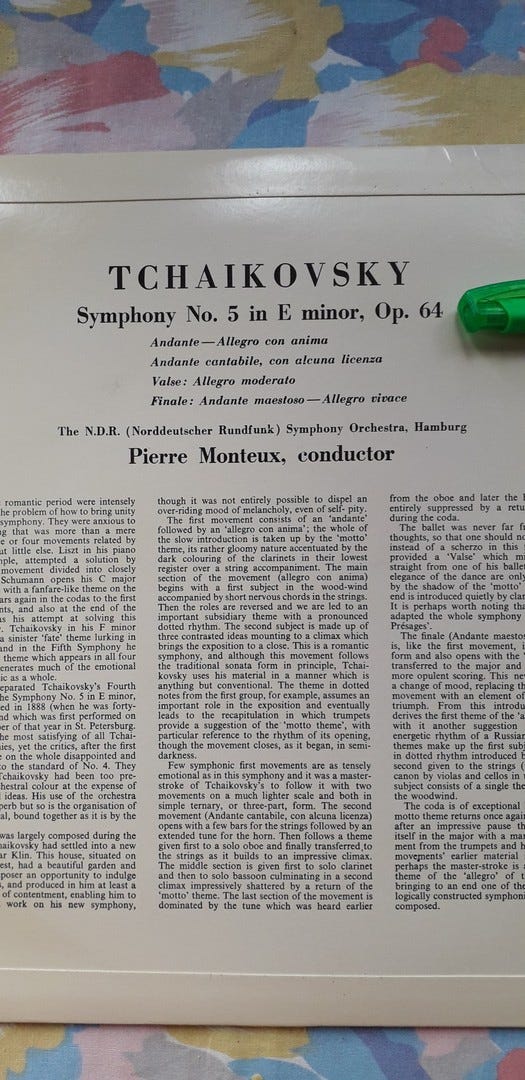 TCHAIKOVSKY
Symphony No. 5 in E minor, Op. 64
Andante—Allegro con anima
Andante cantabile, con alcuna licenza
Valse: Allegro moderato
Finale: Andante maestoso—Allegro vivace
The N.D.R. (Norddeutscher Rundfunk) Symphony Orchestra, Hamburg
Pierre Monteux, conductor
romantic period were intensely
he problem of how to bring unity
symphony. They were anxious to
ng that was more than a mere
e or four movements related by
ut little else. Liszt in his piano
ple, attempted a solution by
movement divided into closely
Schumann opens his C major
with a fanfare-like theme on the
ars again in the codas to the first
nts, and also at the end of the
as his attempt at solving this
. Tchaikovsky in his F minor
a sinister 'fate' theme lurking in
and in the Fifth Symphony he
theme which appears in all four
enerates much of the emotional
ic as a whole.
eparated Tchaikovsky's Fourth
he Symphony No. 5 in E minor,
ed in 1888 (when he was forty-
nd which was first performed on
er of that year in St. Petersburg.
he most satisfying of all Tchai-
nies, yet the critics, after the first
e on the whole disappointed and
to the standard of No. 4. They
Tchaikovsky had been too pre-
hestral colour at the expense of
l ideas. His use of the orchestra
perb but so is the organisation of
al, bound together as it is by the
was largely composed during the
aikovsky had settled into a new
ar Klin. This house, situated on
est, had a beautiful garden and
poser an opportunity to indulge
s, and produced in him at least a
of contentment, enabling him to
work on his new symphony,
though it was not entirely possible to dispel an
over-riding mood of melancholy, even of self- pity.
The first movement consists of an 'andante'
followed by an 'allegro con anima'; the whole of
the slow introduction is taken up by the 'motto'
theme, its rather gloomy nature accentuated by the
dark colouring of the clarinets in their lowest
register over a string accompaniment. The main
section of the movement (allegro con anima)
begins with a first subject in the wood-wind
accompanied by short nervous chords in the strings.
Then the roles are reversed and we are led to an
important subsidiary theme with a pronounced
dotted rhythm. The second subject is made up of
three contrasted ideas mounting to a climax which
brings the exposition to a close. This is a romantic
symphony, and although this movement follows
the traditional sonata form in principle, Tchai-
kovsky uses his material in a manner which is
anything but conventional. The theme in dotted
notes from the first group, for example, assumes an
important role in the exposition and eventually
leads to the recapitulation in which trumpets
provide a suggestion of the 'motto theme', with
particular reference to the rhythm of its opening,
though the movement closes, as it began, in semi-
darkness.
Few symphonic first movements are as tensely
emotional as in this symphony and it was a master-
stroke of Tchaikovsky's to follow it with two
movements on a much lighter scale and both in
simple ternary, or three-part, form. The second
movement (Andante cantabile, con alcuna licenza)
opens with a few bars for the strings followed by an
extended tune for the horn. Then follows a theme
given first to a solo oboe and finally transferred to
the strings as it builds to an impressive climax.
The middle section is given first to solo clarinet
and then to solo bassoon culminating in a second
climax impressively shattered by a return of the
'motto' theme. The last section of the movement is
dominated by the tune which was heard earlier
from the oboe and later the
entirely suppressed by a retu
during the coda.
The ballet was never far fr
thoughts, so that one should no
instead of a scherzo in this
provided a 'Valse' which mi
straight from one of his ballet
elegance of the dance are only
by the shadow of the 'motto'
end is introduced quietly by clar
It is perhaps worth noting tha
adapted the whole symphony
Présages'.
The finale (Andante maestos
is, like the first movement, i
form and also opens with the
transferred to the major and
more opulent scoring. This ne
a change of mood, replacing th
movement with an element of
triumph. From this introdu
derives the first theme of the 'a
with it another suggestion
energetic rhythm of a Russian
themes make up the first subj
in dotted rhythm introduced b
second given to the strings (
canon by violas and cellos in
subject consists of a single the
the woodwind.
The coda is of exceptional
motto theme returns once again
after an impressive pause th
itself in the major with a mar
ment from the trumpets and h
movements' earlier material
perhaps the master-stroke is
theme of the 'allegro' of t
bringing to an end one of the
logically constructed symphoni
composed.